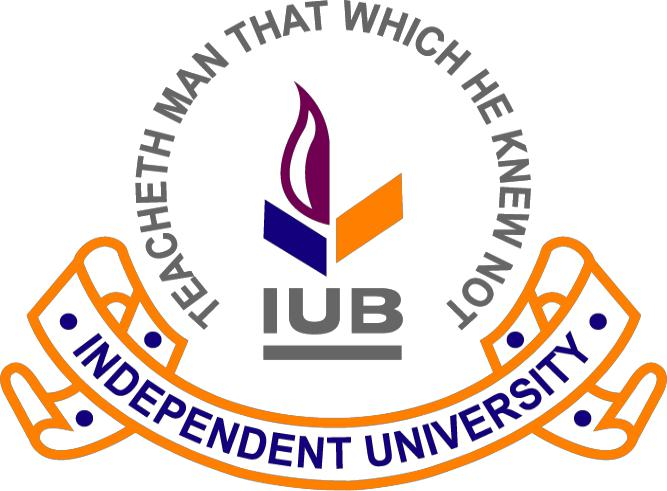 TEACHETH MAN THAT WHICH HE KNEW NOT
IUB
INDEPENDENT UNIVERSITY